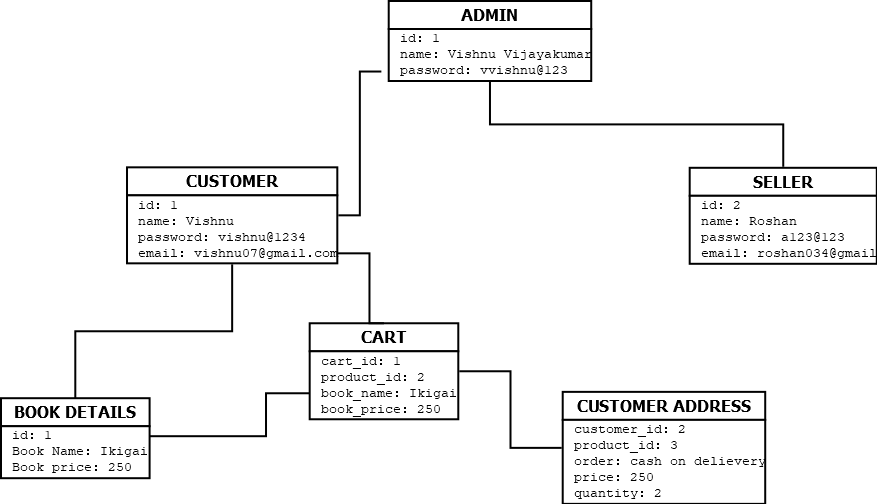 ADMIN
id: 1
name: Vishnu Vijayakumar
password: vvishnu@123
CUSTOMER
id: 1
name: Vishnu
password: vishnu@1234
email: vishnu07@gmail.com
SELLER
id: 2
name: Roshan
password: a123@123
email: roshan034@gmail
CART
cart_id: 1
product_id: 2
book_name: Ikigai
book_price: 250
BOOK DETAILS
id: 1
Book Name: Ikigai
Book price: 250
CUSTOMER ADDRESS
customer_id: 2
product_id: 3
order: cash on delievery
price: 250
quantity: 2